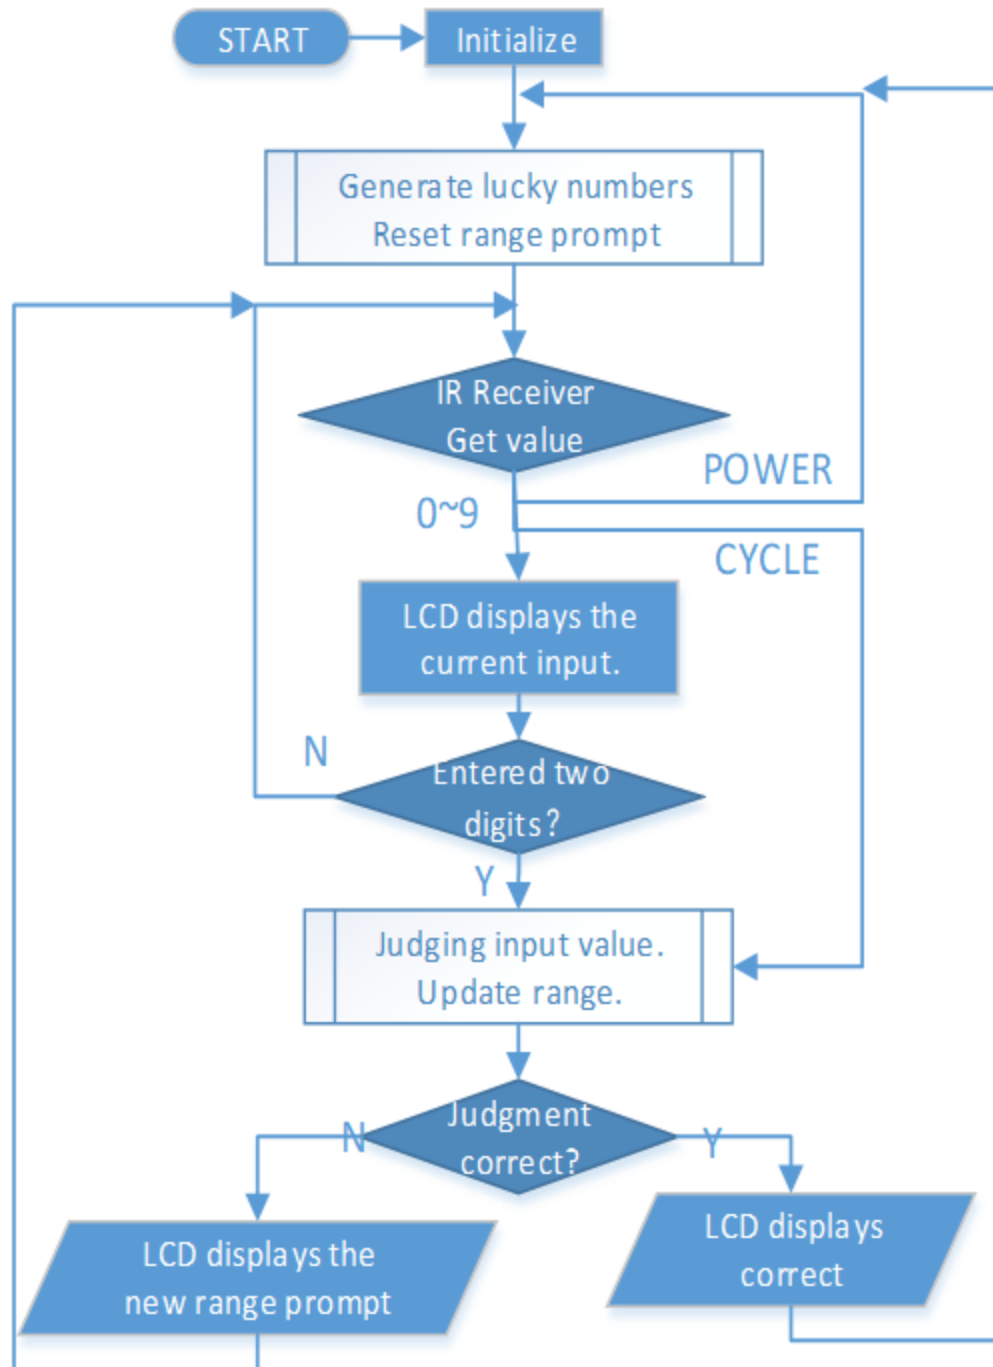 START
Initialize
Generate lucky numbers
Reset range prompt
IR Receiver
Get value
POWER
0~9
CYCLE
LCD displays the
current input.
N
Entered two
digits?
Y
Judging input value.
Update range.
Judgment
correct?
N
Y
LCD displays the
new range prompt
LCD displays
correct